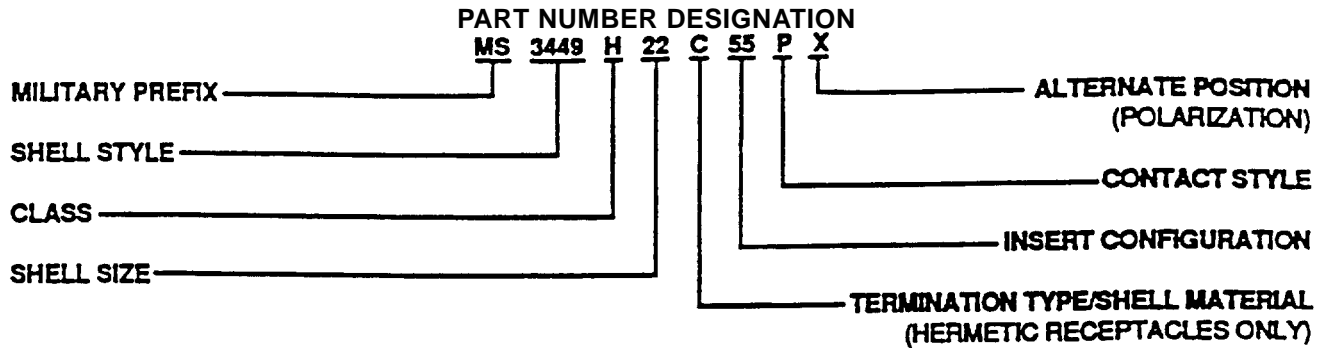 PART NUMBER DESIGNATION
MS 3449 H 22 C 55 P X
MILITARY PREFIX
SHELL STYLE
CLASS
SHELL SIZE
ALTERNATE POSITION
(POLARIZATION)
CONTACT STYLE
INSERT CONFIGURATION
TERMINATION TYPE/SHELL MATERIAL
(HERMETIC RECEPTACLES ONLY)